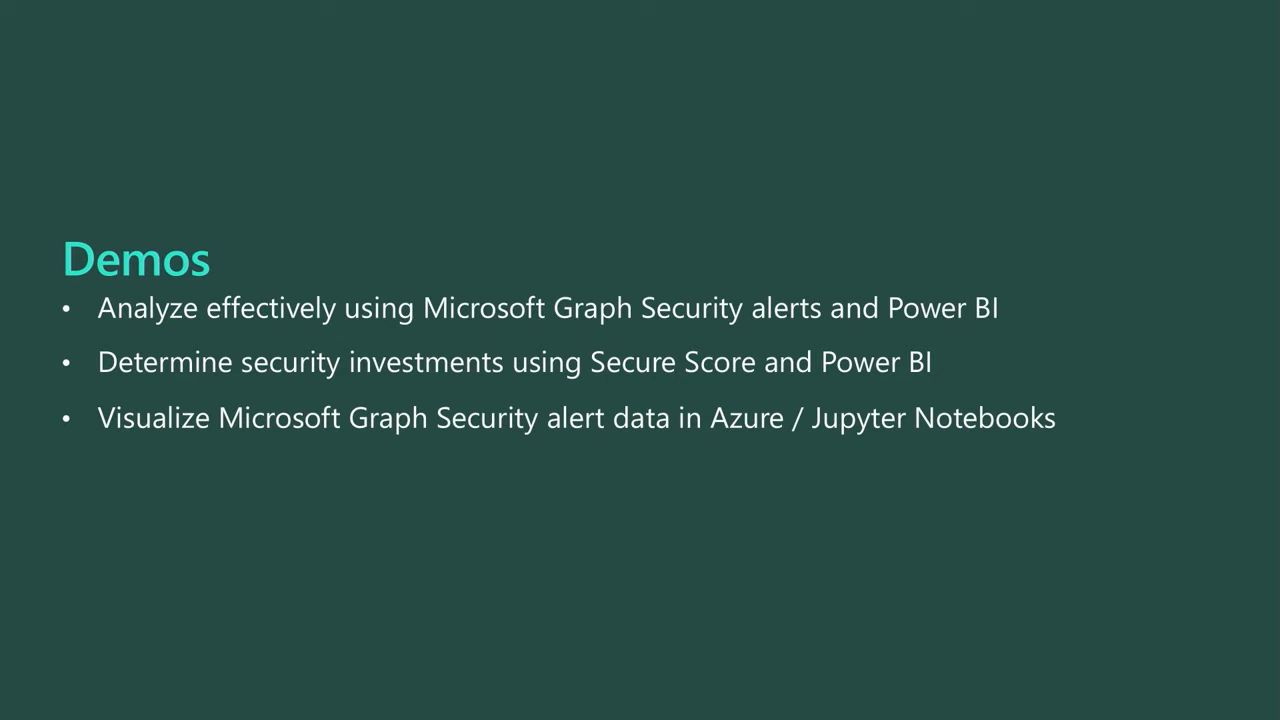 Demos
• Analyze effectively using Microsoft Graph Security alerts and Power BI
• Determine security investments using Secure Score and Power BI
• Visualize Microsoft Graph Security alert data in Azure / Jupyter Notebooks